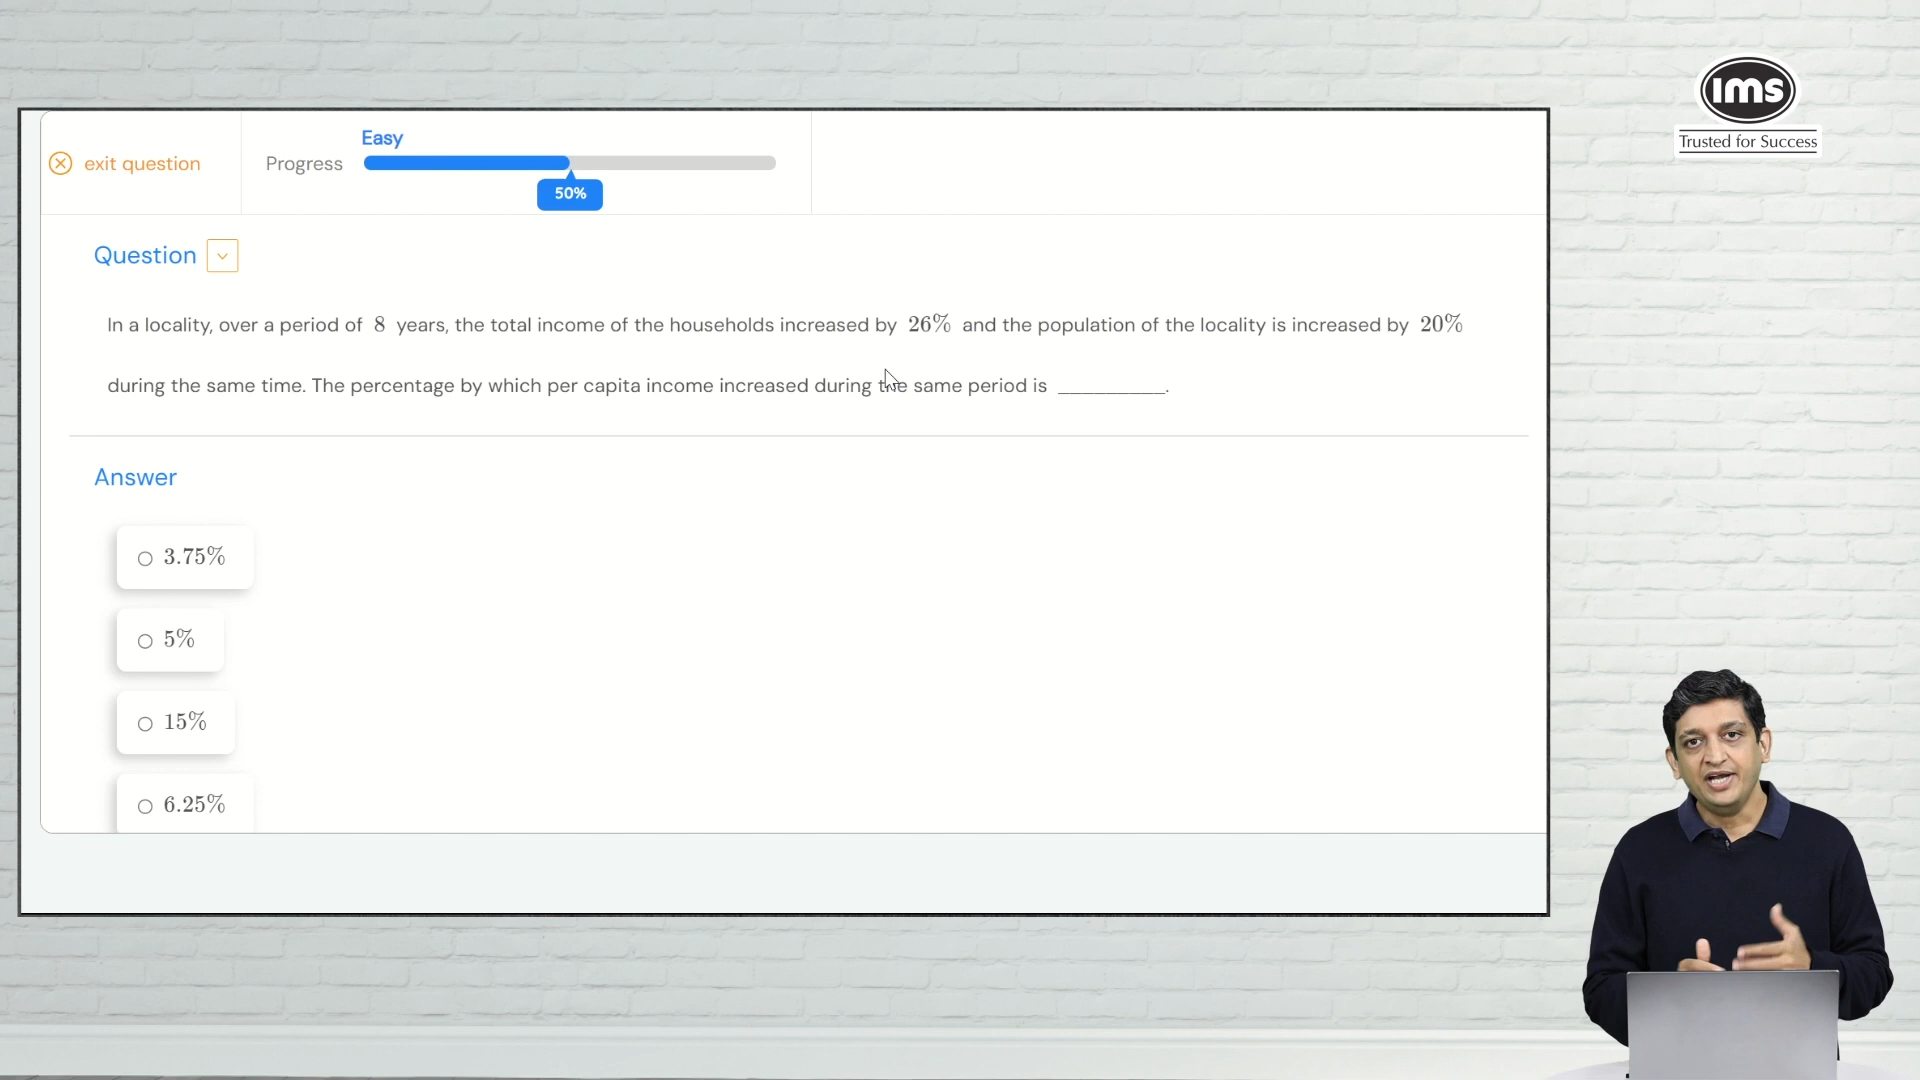 ims
Trusted for Success
Easy
exit question
Progress
50%
Question
In a locality, over a period of 8 years, the total income of the households increased by 26% and the population of the locality is increased by 20%
during the same time. The percentage by which per capita income increased during the same period is __________.
Answer
3.75%
5%
15%
6.25%